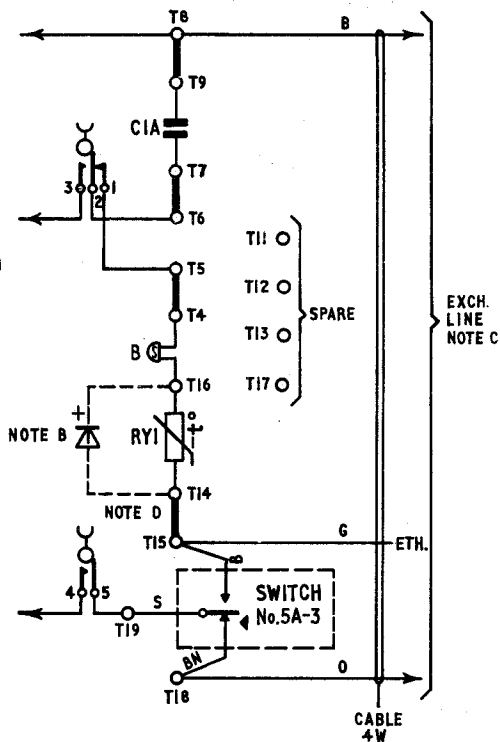 T8 B
T9
C1A
T7
3 2 1
T6
T11
T5
T12
T4
SPARE
EXCH.
LINE
NOTE C
T13
B
T16
T17
+
NOTE B
RY1
t°
T14
NOTE D
T15
G
ETH.
B
4 5
S
SWITCH
No.5A-3
T19
BN
O
T18
CABLE
4W